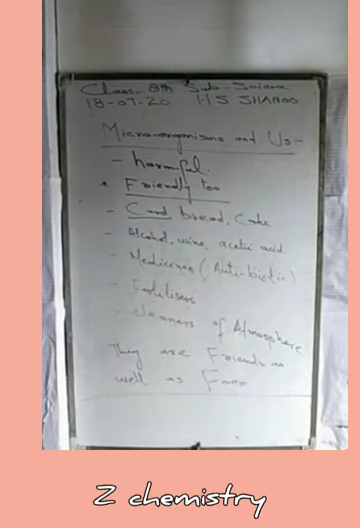 Class- 8th Sub- Science
18-07-20 HS SHANOO
Micro-organisms and Us-
- harmful.
* Friendly too
- Curd bread, Cake
- Alcohol, wine, acetic acid
- Medicines (Anti-biotic)
- Fertilisers
- cleaners of Atmosphere
They are Friends as
well as Foes
Z chemistry